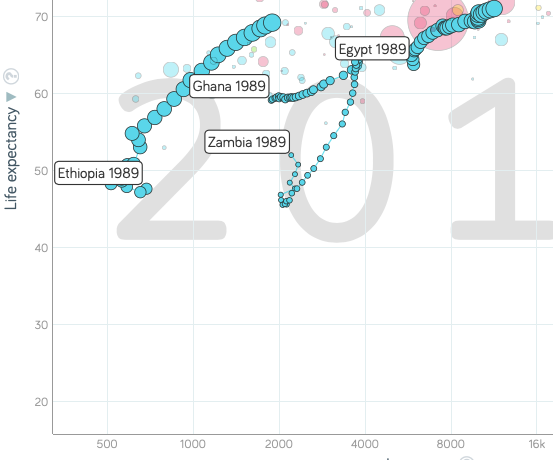 70
60
50
40
30
20
Life expectancy ▼ ?
201
Egypt 1989
Ghana 1989
Zambia 1989
Ethiopia 1989
500
1000
2000
4000
8000
16k